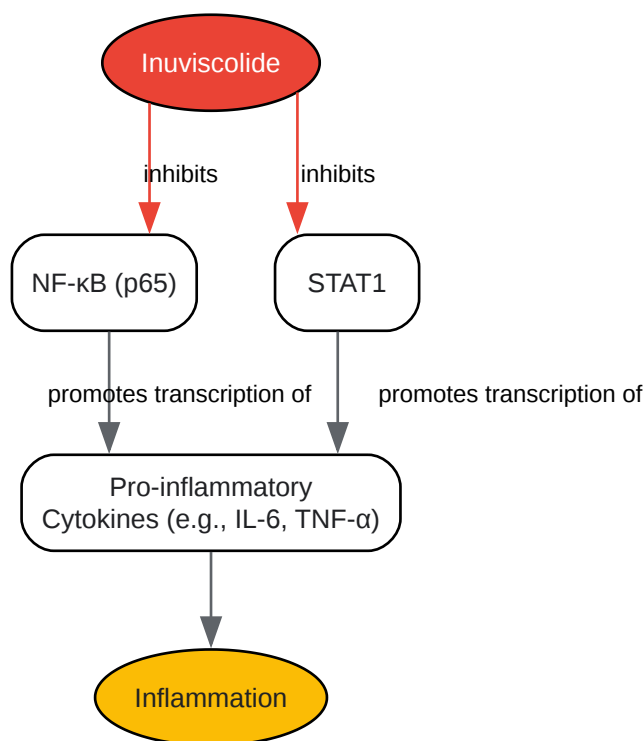 Inuviscolide
inhibits
inhibits
NF-κB (p65)
STAT1
promotes transcription of
promotes transcription of
Pro-inflammatory
Cytokines (e.g., IL-6, TNF-α)
Inflammation